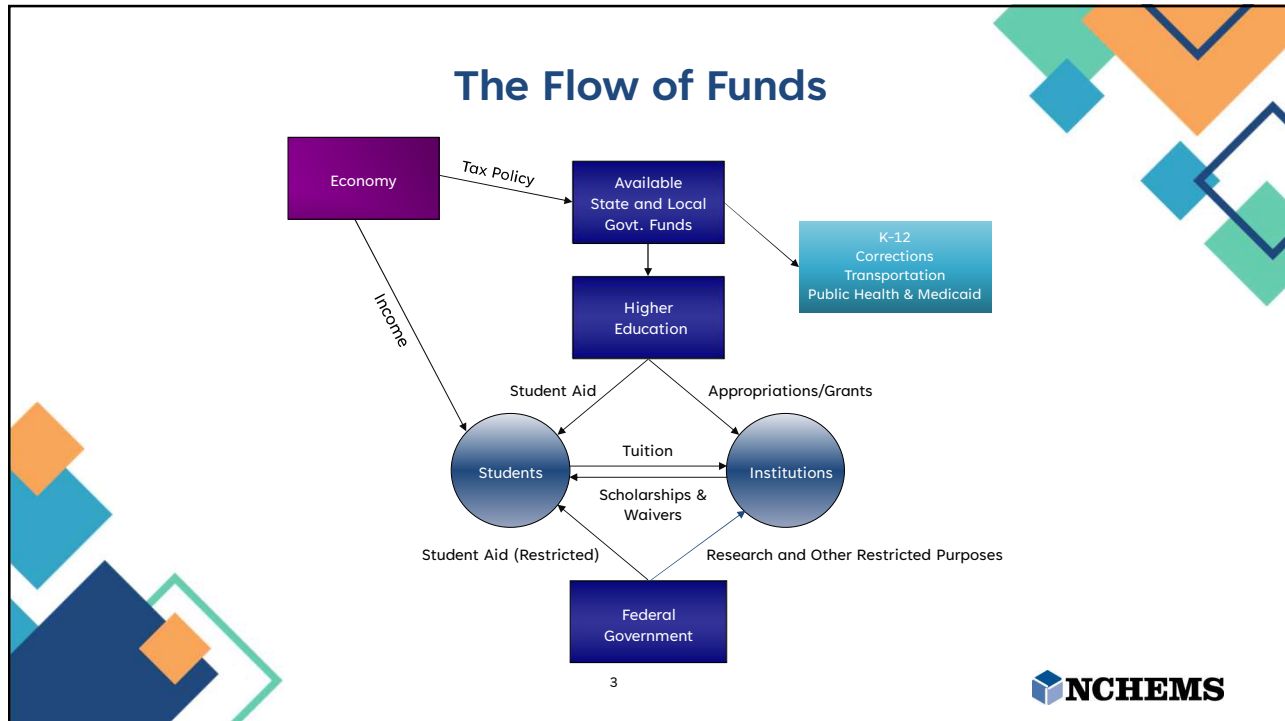 The Flow of Funds
Economy
Tax Policy
Available
State and Local
Govt. Funds
K-12
Corrections
Transportation
Public Health & Medicaid
Income
Higher
Education
Student Aid
Appropriations/Grants
Students
Tuition
Institutions
Scholarships &
Waivers
Student Aid (Restricted)
Research and Other Restricted Purposes
Federal
Government
3
NCHEMS